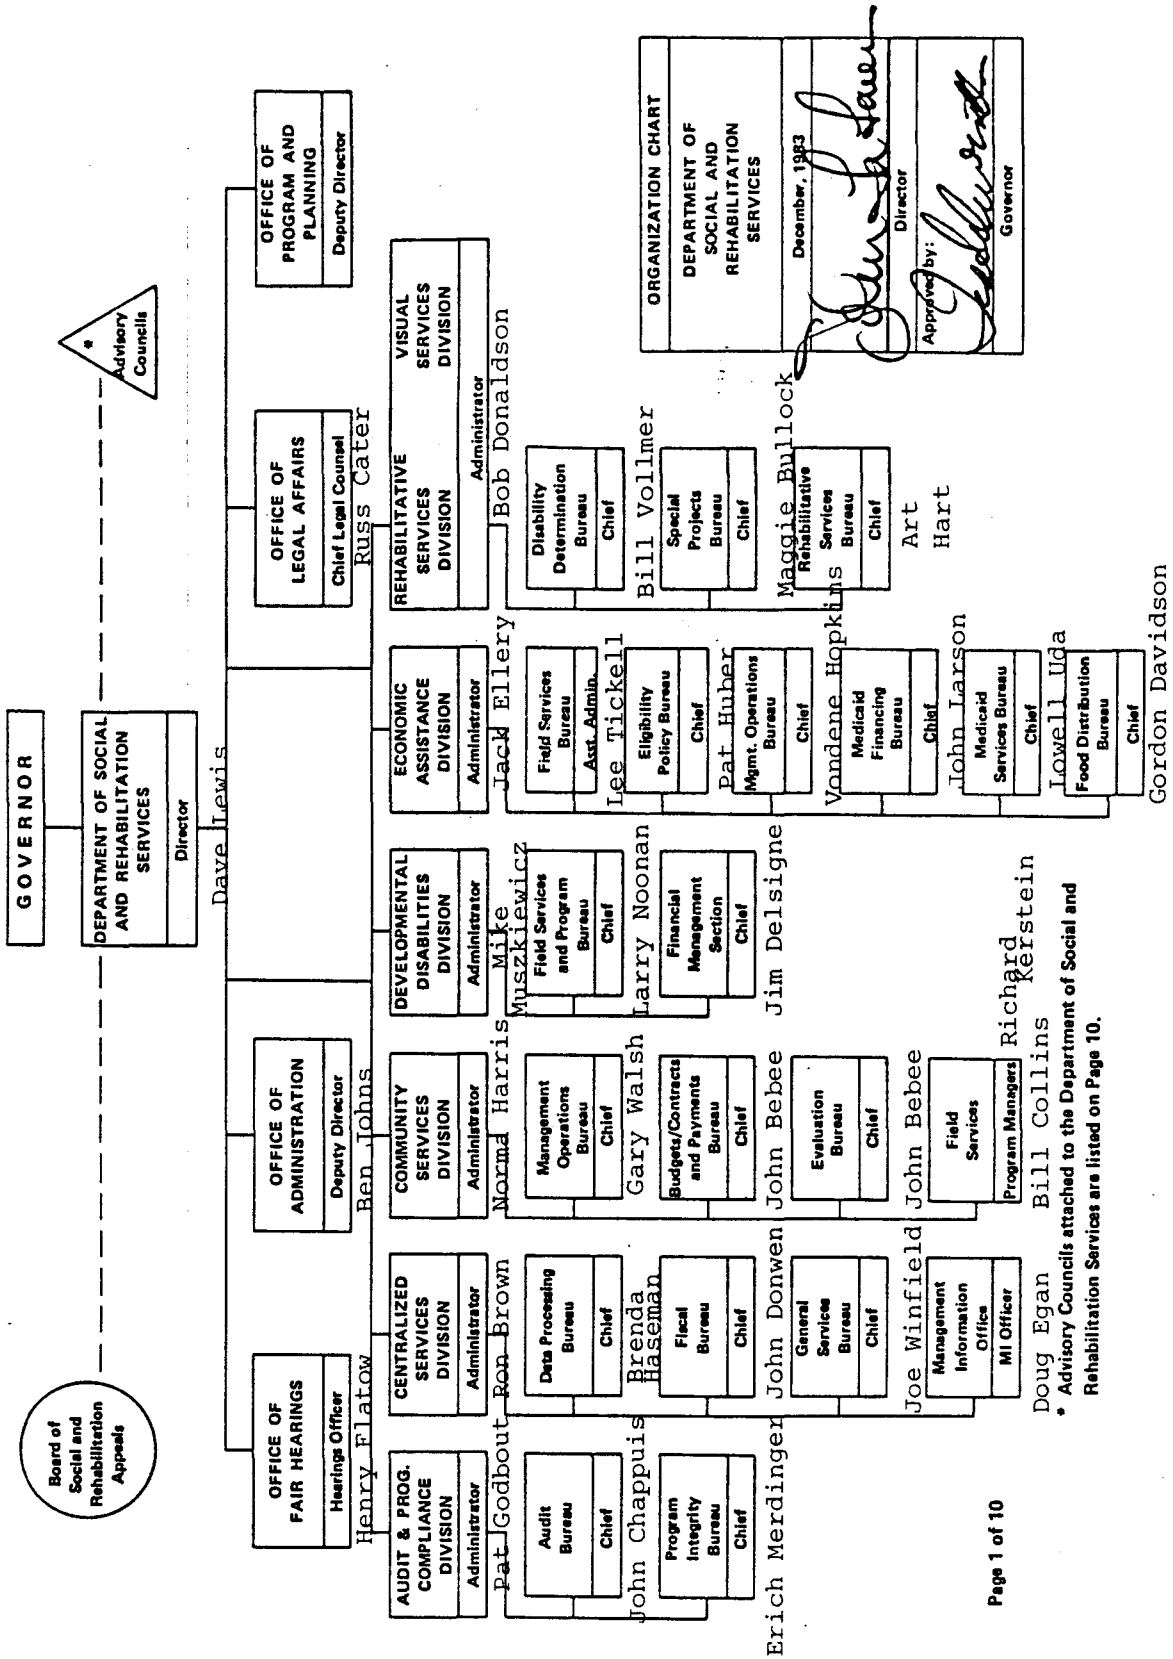 GOVERNOR
Board of
Social and
Rehabilitation
Appeals
DEPARTMENT OF SOCIAL
AND REHABILITATION
SERVICES
Director
Dave Lewis
*
Advisory
Councils
OFFICE OF
FAIR HEARINGS
Hearings Officer
Henry Flatow
OFFICE OF
ADMINISTRATION
Deputy Director
Ben Johns
OFFICE OF
LEGAL AFFAIRS
Chief Legal Counsel
Russ Cater
OFFICE OF
PROGRAM AND
PLANNING
Deputy Director
AUDIT & PROG.
COMPLIANCE
DIVISION
Administrator
Pat Godbout
Audit
Bureau
Chief
John Chappuis
Program
Integrity
Bureau
Chief
Erich Merdinger
CENTRALIZED
SERVICES
DIVISION
Administrator
Ron Brown
Data Processing
Bureau
Chief
Brenda
Haseman
Fiscal
Bureau
Chief
John Donwen
General
Services
Bureau
Chief
Joe Winfield
Management
Information
Office
MI Officer
Doug Egan
COMMUNITY
SERVICES
DIVISION
Administrator
Norma Harris
Management
Operations
Bureau
Chief
Gary Walsh
Budgets/Contracts
and Payments
Bureau
Chief
John Bebee
Evaluation
Bureau
Chief
John Bebee
Field
Services
Program Managers
Richard
Kerstein
Bill Collins
DEVELOPMENTAL
DISABILITIES
DIVISION
Administrator
Mike
Muszkiewicz
Field Services
and Program
Bureau
Chief
Larry Noonan
Financial
Management
Section
Chief
Jim Delsigne
ECONOMIC
ASSISTANCE
DIVISION
Administrator
Jack Ellery
Field Services
Bureau
Asst. Admin.
Lee Tickell
Eligibility
Policy Bureau
Chief
Pat Huber
Mgmt. Operations
Bureau
Chief
Vondene Hopkins
Medicaid
Financing
Bureau
Chief
John Larson
Medicaid
Services Bureau
Chief
Lowell Uda
Food Distribution
Bureau
Chief
Gordon Davidson
REHABILITATIVE
SERVICES
DIVISION
VISUAL
SERVICES
DIVISION
Administrator
Bob Donaldson
Disability
Determination
Bureau
Chief
Bill Vollmer
Special
Projects
Bureau
Chief
Maggie Bullock
Rehabilitative
Services
Bureau
Chief
Art
Hart
ORGANIZATION CHART
DEPARTMENT OF
SOCIAL AND
REHABILITATION
SERVICES
December, 1983
Director
Approved by:
Governor
Page 1 of 10
* Advisory Councils attached to the Department of Social and
Rehabilitation Services are listed on Page 10.